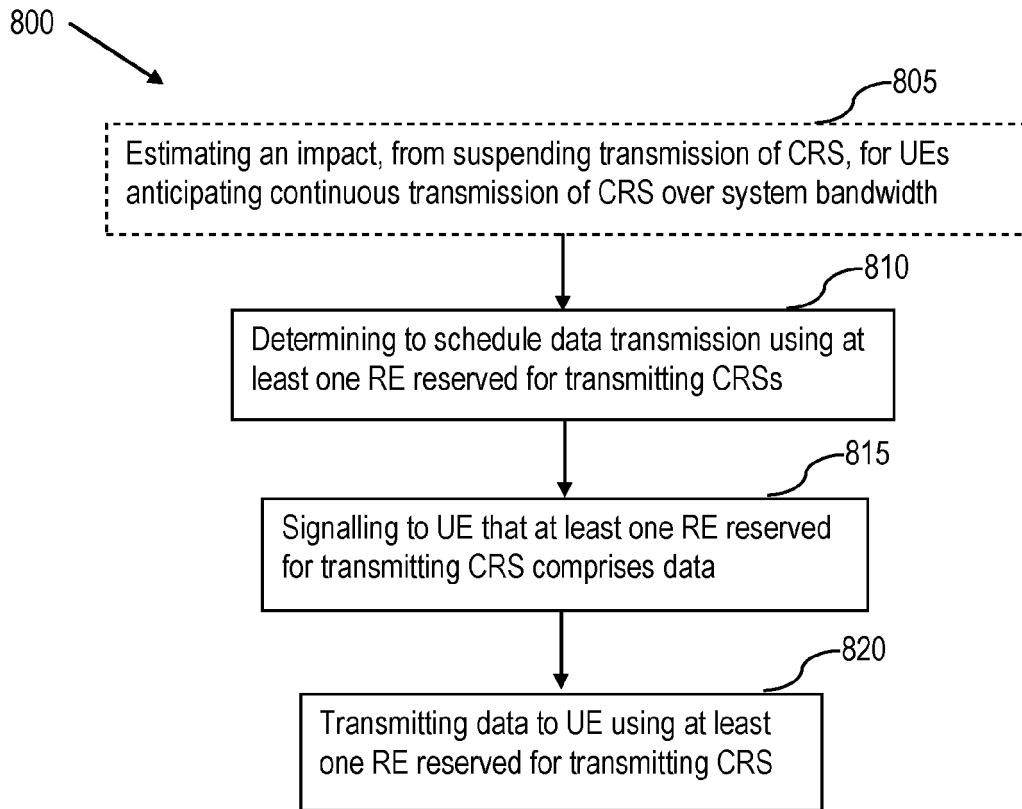 800
805
Estimating an impact, from suspending transmission of CRS, for UEs
anticipating continuous transmission of CRS over system bandwidth
810
Determining to schedule data transmission using at
least one RE reserved for transmitting CRSs
815
Signalling to UE that at least one RE reserved
for transmitting CRS comprises data
820
Transmitting data to UE using at least
one RE reserved for transmitting CRS